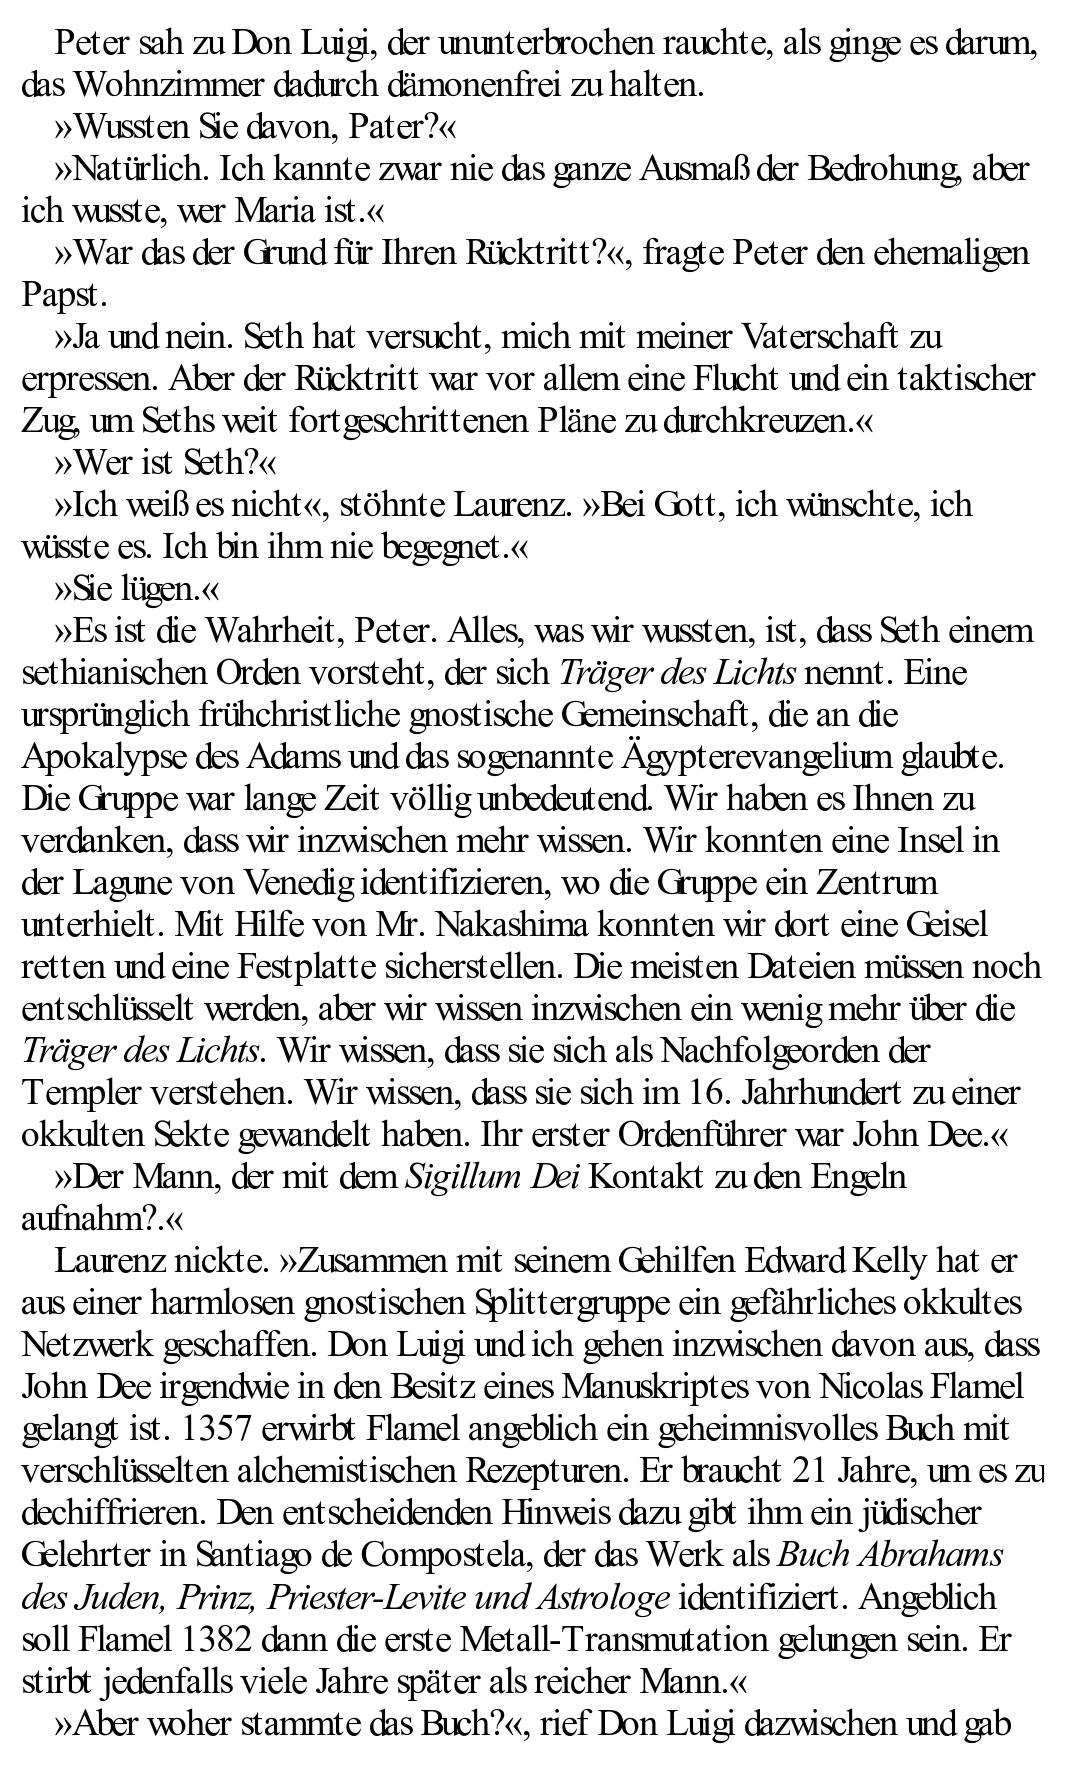 Peter sah zu Don Luigi, der ununterbrochen rauchte, als ginge es darum,
das Wohnzimmer dadurch dämonenfrei zu halten.
»Wussten Sie davon, Pater?«
»Natürlich. Ich kannte zwar nie das ganze Ausmaß der Bedrohung, aber
ich wusste, wer Maria ist.«
»War das der Grund für Ihren Rücktritt?«, fragte Peter den ehemaligen
Papst.
»Ja und nein. Seth hat versucht, mich mit meiner Vaterschaft zu
erpressen. Aber der Rücktritt war vor allem eine Flucht und ein taktischer
Zug, um Seths weit fortgeschrittenen Pläne zu durchkreuzen.«
»Wer ist Seth?«
»Ich weiß es nicht«, stöhnte Laurenz. »Bei Gott, ich wünschte, ich
wüsste es. Ich bin ihm nie begegnet.«
»Sie lügen.«
»Es ist die Wahrheit, Peter. Alles, was wir wussten, ist, dass Seth einem
sethianischen Orden vorsteht, der sich Träger des Lichts nennt. Eine
ursprünglich frühchristliche gnostische Gemeinschaft, die an die
Apokalypse des Adams und das sogenannte Ägypterevangelium glaubte.
Die Gruppe war lange Zeit völlig unbedeutend. Wir haben es Ihnen zu
verdanken, dass wir inzwischen mehr wissen. Wir konnten eine Insel in
der Lagune von Venedig identifizieren, wo die Gruppe ein Zentrum
unterhielt. Mit Hilfe von Mr. Nakashima konnten wir dort eine Geisel
retten und eine Festplatte sicherstellen. Die meisten Dateien müssen noch
entschlüsselt werden, aber wir wissen inzwischen ein wenig mehr über die
Träger des Lichts. Wir wissen, dass sie sich als Nachfolgeorden der
Templer verstehen. Wir wissen, dass sie sich im 16. Jahrhundert zu einer
okkulten Sekte gewandelt haben. Ihr erster Ordenführer war John Dee.«
»Der Mann, der mit dem Sigillum Dei Kontakt zu den Engeln
aufnahm?.«
Laurenz nickte. »Zusammen mit seinem Gehilfen Edward Kelly hat er
aus einer harmlosen gnostischen Splittergruppe ein gefährliches okkultes
Netzwerk geschaffen. Don Luigi und ich gehen inzwischen davon aus, dass
John Dee irgendwie in den Besitz eines Manuskriptes von Nicolas Flamel
gelangt ist. 1357 erwirbt Flamel angeblich ein geheimnisvolles Buch mit
verschlüsselten alchemistischen Rezepturen. Er braucht 21 Jahre, um es zu
dechiffrieren. Den entscheidenden Hinweis dazu gibt ihm ein jüdischer
Gelehrter in Santiago de Compostela, der das Werk als Buch Abrahams
des Juden, Prinz, Priester-Levite und Astrologe identifiziert. Angeblich
soll Flamel 1382 dann die erste Metall-Transmutation gelungen sein. Er
stirbt jedenfalls viele Jahre später als reicher Mann.«
»Aber woher stammte das Buch?«, rief Don Luigi dazwischen und gab